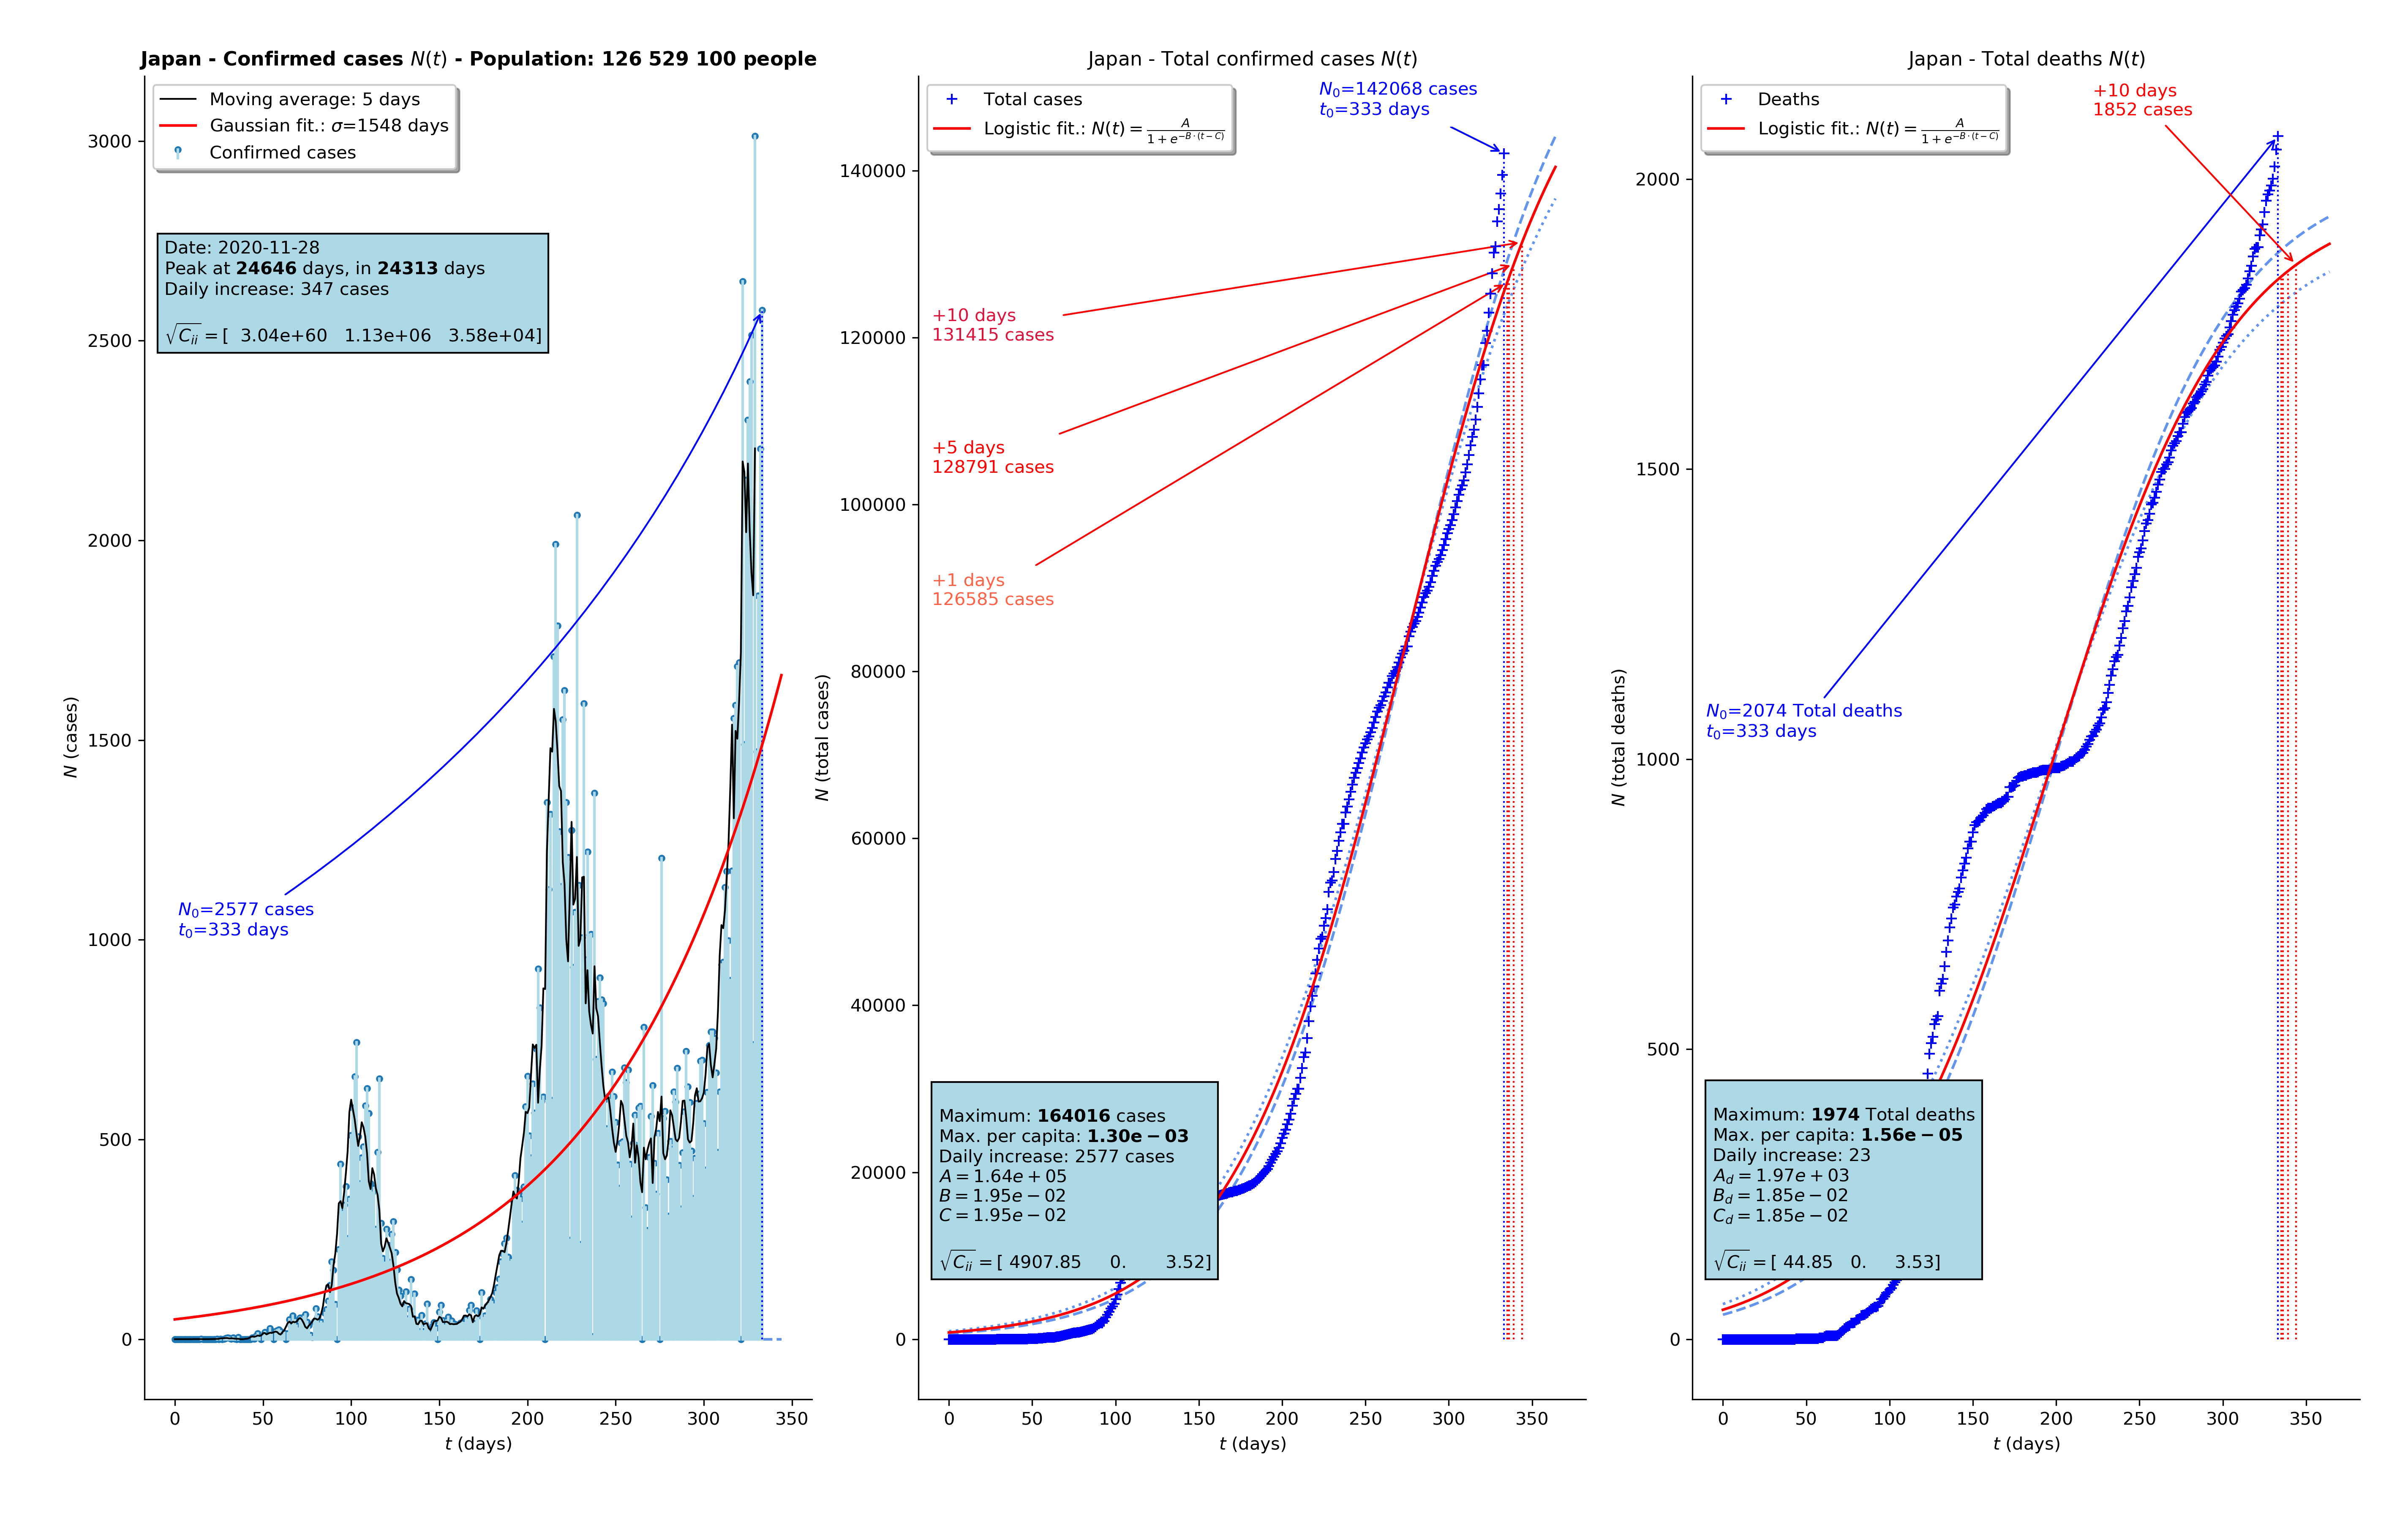 Japan - Confirmed cases N(t) - Population: 126 529 100 people
Moving average: 5 days
Gaussian fit.: σ=1548 days
Confirmed cases
Date: 2020-11-28
Peak at 24646 days, in 24313 days
Daily increase: 347 cases
√C_ii = [ 3.04e+60 1.13e+06 3.58e+04]
N₀=2577 cases
t₀=333 days
3000
2500
2000
1500
1000
500
0
N (cases)
0 50 100 150 200 250 300 350
t (days)
Japan - Total confirmed cases N(t)
Total cases
Logistic fit.: N(t) = A / (1 + e^(−B·(t−C)))
N₀=142068 cases
t₀=333 days
+10 days
131415 cases
+5 days
128791 cases
+1 days
126585 cases
Maximum: 164016 cases
Max. per capita: 1.30e − 03
Daily increase: 2577 cases
A = 1.64e + 05
B = 1.95e − 02
C = 1.95e − 02
√C_ii = [ 4907.85 0. 3.52]
140000
120000
100000
80000
60000
40000
20000
0
N (total cases)
0 50 100 150 200 250 300 350
t (days)
Japan - Total deaths N(t)
Deaths
Logistic fit.: N(t) = A / (1 + e^(−B·(t−C)))
+10 days
1852 cases
N₀=2074 Total deaths
t₀=333 days
Maximum: 1974 Total deaths
Max. per capita: 1.56e − 05
Daily increase: 23
A_d = 1.97e + 03
B_d = 1.85e − 02
C_d = 1.85e − 02
√C_ii = [ 44.85 0. 3.53]
2000
1500
1000
500
0
N (total deaths)
0 50 100 150 200 250 300 350
t (days)